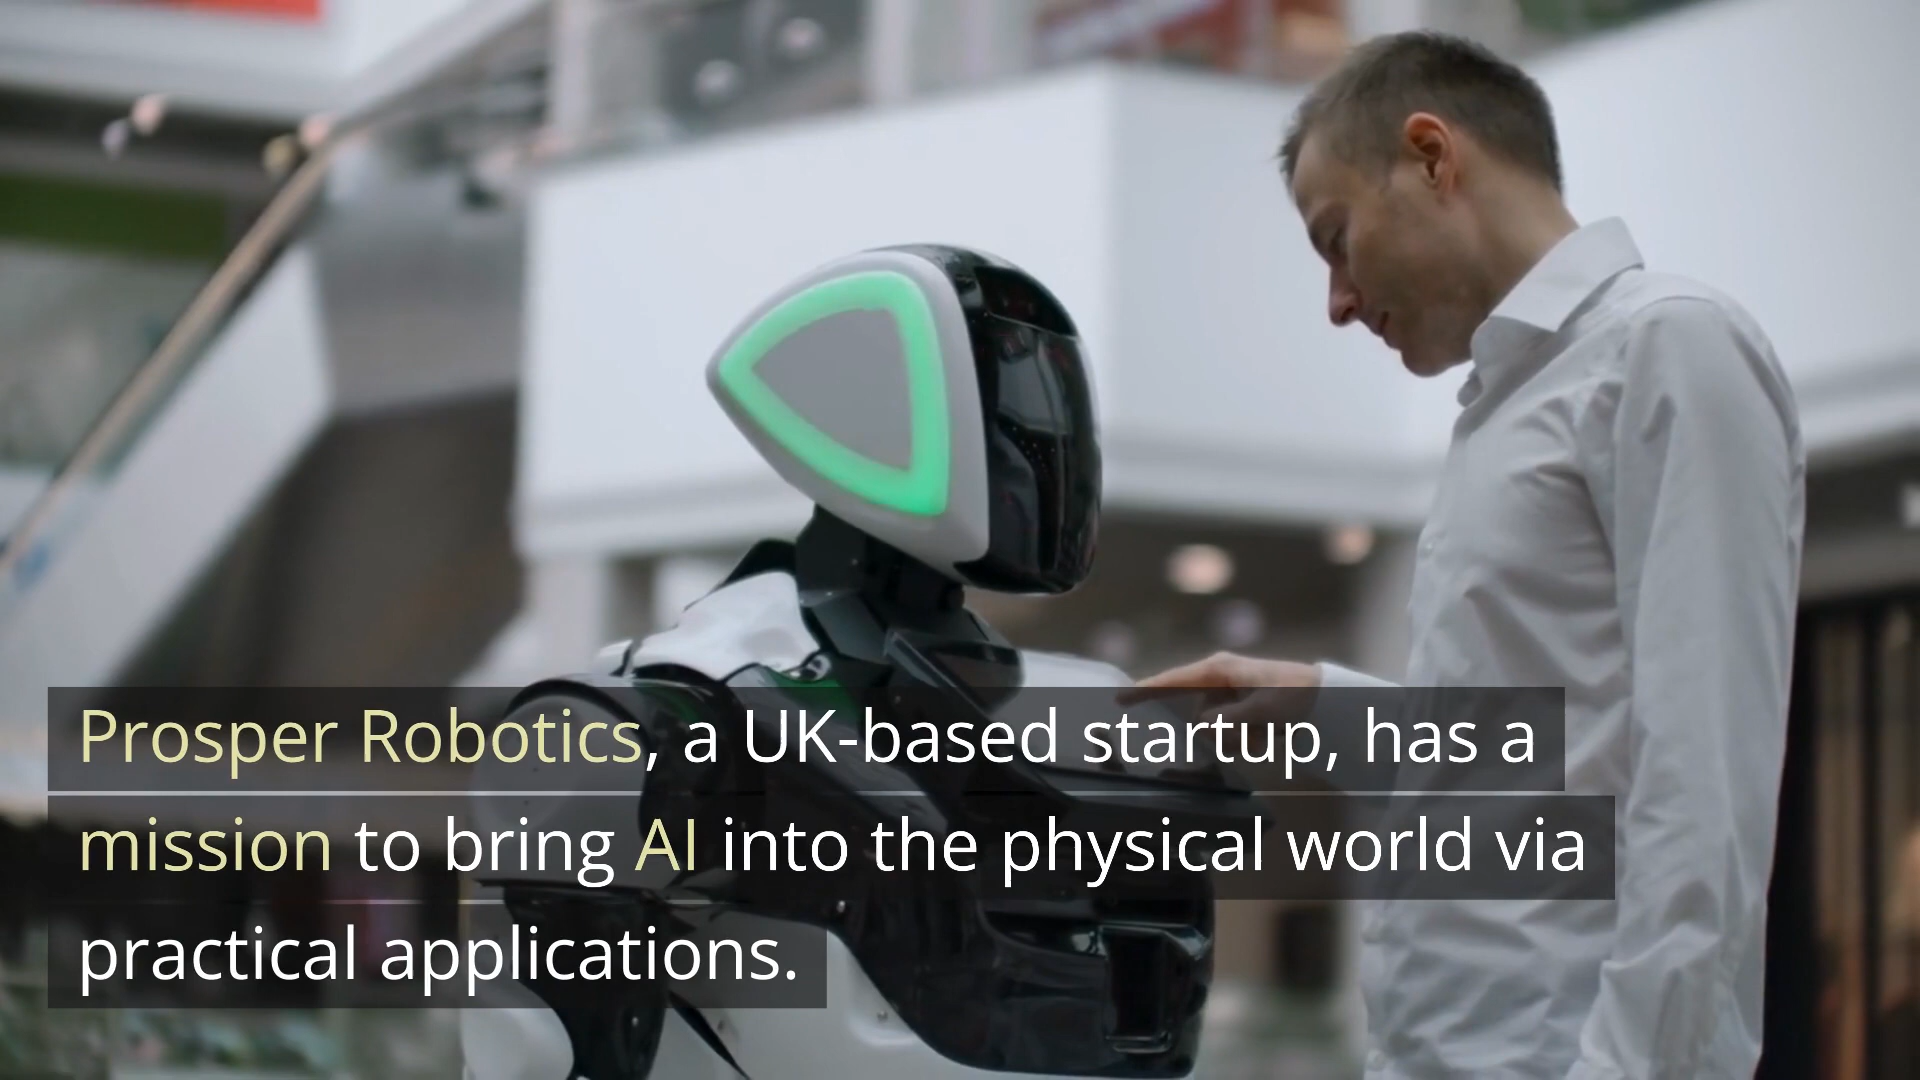 Prosper Robotics, a UK-based startup, has a
mission to bring AI into the physical world via
practical applications.